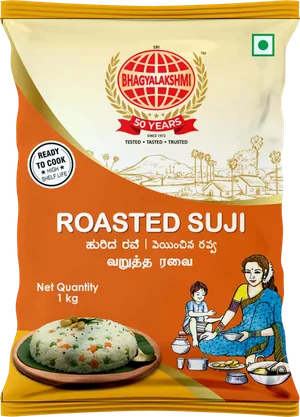 SRI
BHAGYALAKSHMI
TM
50 YEARS
SINCE 1972
TESTED • TASTED • TRUSTED
READY
TO COOK
HIGH
SHELF LIFE
ROASTED SUJI
ಹುರಿದ ರವೆ | వేయించిన రవ్వ
வறுத்த ரவை
Net Quantity
1 kg